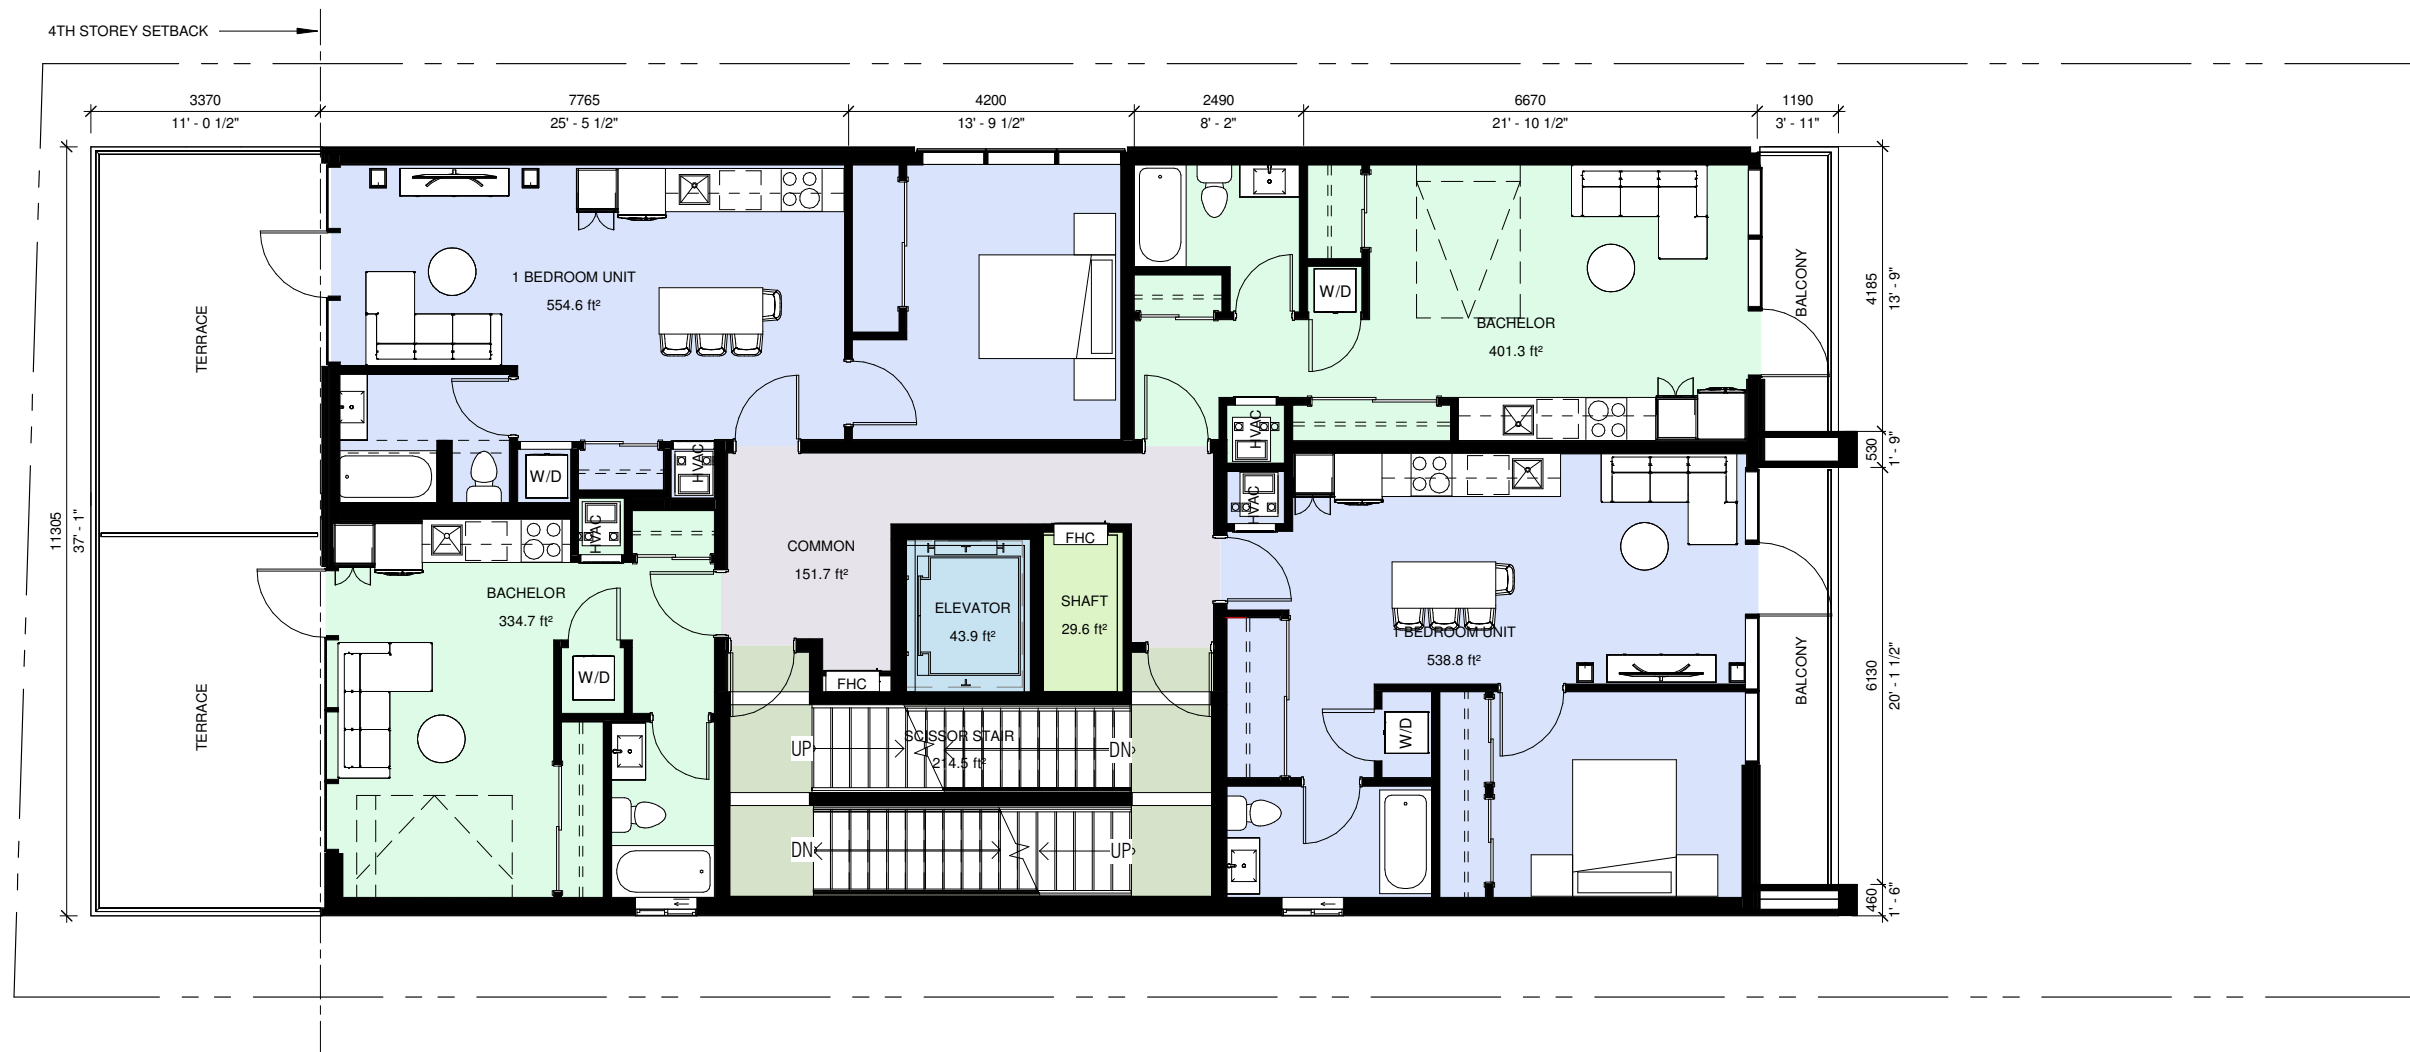 4TH STOREY SETBACK
3370
7765
4200
2490
6670
1190
11' - 0 1/2"
25' - 5 1/2"
13' - 9 1/2"
8' - 2"
21' - 10 1/2"
3' - 11"
TERRACE
1 BEDROOM UNIT
554.6 ft²
W/D
BACHELOR
401.3 ft²
BALCONY
4185
13' - 9"
HVAC
HVAC
W/D
530
1' - 9"
11305
37' - 1"
HVAC
HVAC
COMMON
151.7 ft²
FHC
BACHELOR
334.7 ft²
ELEVATOR
43.9 ft²
SHAFT
29.6 ft²
1 BEDROOM UNIT
538.8 ft²
W/D
FHC
TERRACE
BALCONY
6130
20' - 1 1/2"
W/D
SCISSOR STAIR
214.5 ft²
UP
DN
DN
UP
460
1' - 6"